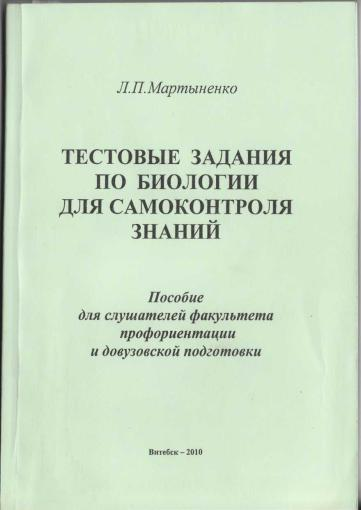 Л.П.Мартыненко
ТЕСТОВЫЕ ЗАДАНИЯ
ПО БИОЛОГИИ
ДЛЯ САМОКОНТРОЛЯ
ЗНАНИЙ
Пособие
для слушателей факультета
профориентации
и довузовской подготовки
Витебск – 2010